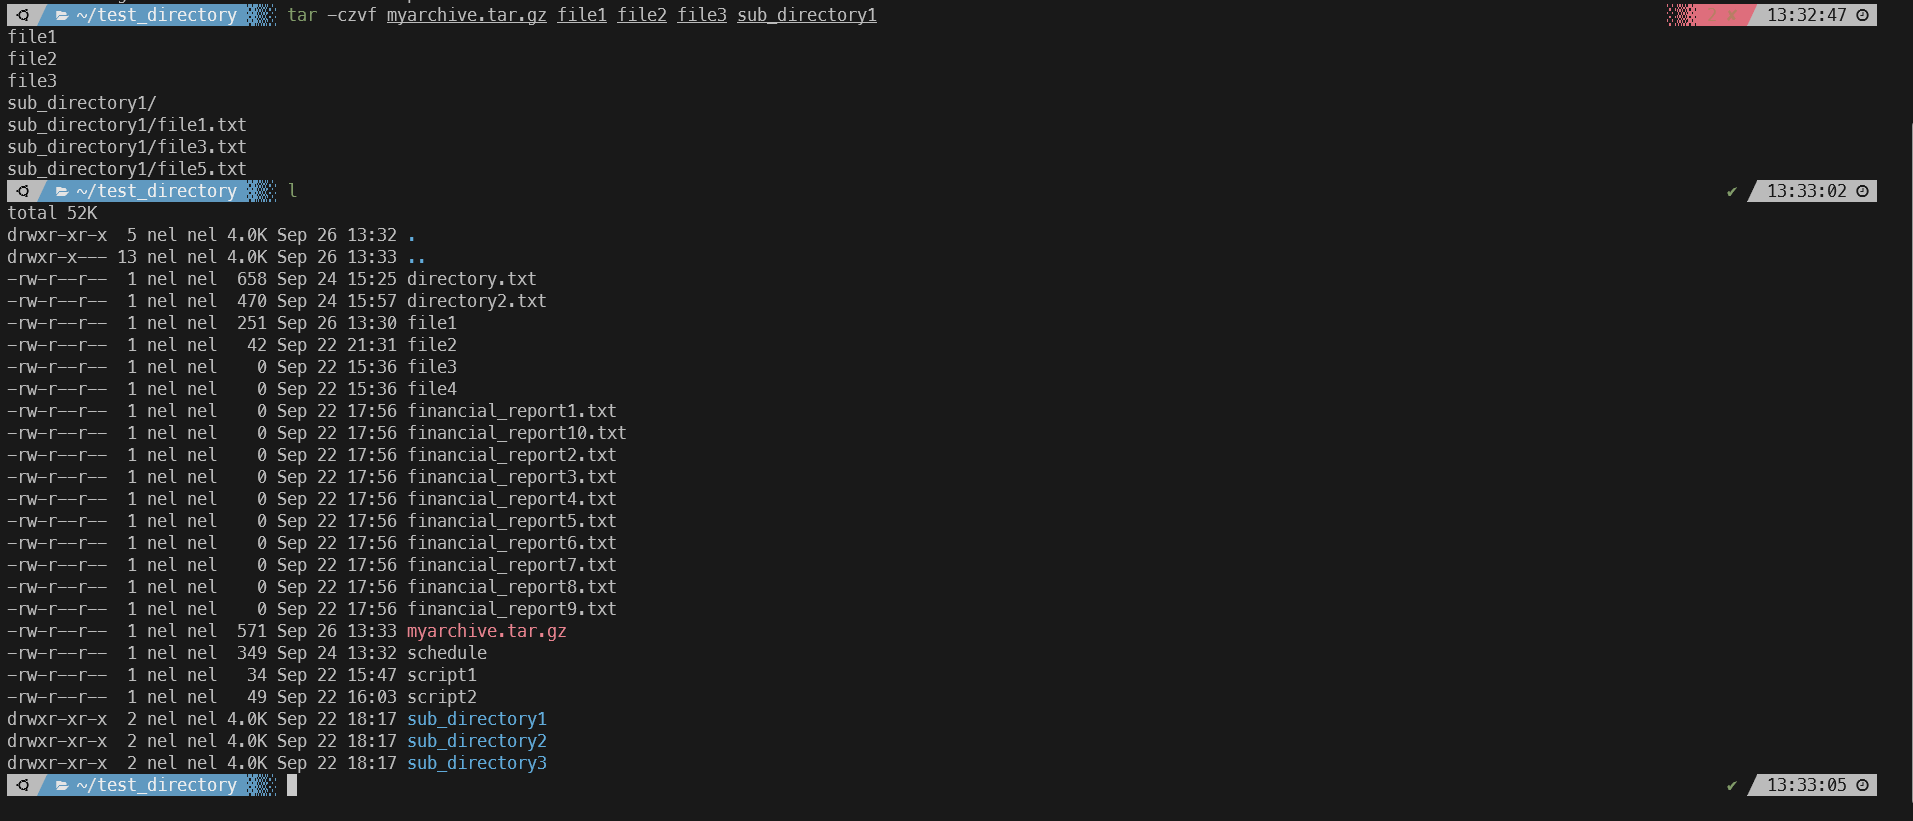 ~/test_directory tar -czvf myarchive.tar.gz file1 file2 file3 sub_directory1 2 ✘ 13:32:47
file1
file2
file3
sub_directory1/
sub_directory1/file1.txt
sub_directory1/file3.txt
sub_directory1/file5.txt
~/test_directory l ✔ 13:33:02
total 52K
drwxr-xr-x 5 nel nel 4.0K Sep 26 13:32 .
drwxr-x--- 13 nel nel 4.0K Sep 26 13:33 ..
-rw-r--r-- 1 nel nel 658 Sep 24 15:25 directory.txt
-rw-r--r-- 1 nel nel 470 Sep 24 15:57 directory2.txt
-rw-r--r-- 1 nel nel 251 Sep 26 13:30 file1
-rw-r--r-- 1 nel nel 42 Sep 22 21:31 file2
-rw-r--r-- 1 nel nel 0 Sep 22 15:36 file3
-rw-r--r-- 1 nel nel 0 Sep 22 15:36 file4
-rw-r--r-- 1 nel nel 0 Sep 22 17:56 financial_report1.txt
-rw-r--r-- 1 nel nel 0 Sep 22 17:56 financial_report10.txt
-rw-r--r-- 1 nel nel 0 Sep 22 17:56 financial_report2.txt
-rw-r--r-- 1 nel nel 0 Sep 22 17:56 financial_report3.txt
-rw-r--r-- 1 nel nel 0 Sep 22 17:56 financial_report4.txt
-rw-r--r-- 1 nel nel 0 Sep 22 17:56 financial_report5.txt
-rw-r--r-- 1 nel nel 0 Sep 22 17:56 financial_report6.txt
-rw-r--r-- 1 nel nel 0 Sep 22 17:56 financial_report7.txt
-rw-r--r-- 1 nel nel 0 Sep 22 17:56 financial_report8.txt
-rw-r--r-- 1 nel nel 0 Sep 22 17:56 financial_report9.txt
-rw-r--r-- 1 nel nel 571 Sep 26 13:33 myarchive.tar.gz
-rw-r--r-- 1 nel nel 349 Sep 24 13:32 schedule
-rw-r--r-- 1 nel nel 34 Sep 22 15:47 script1
-rw-r--r-- 1 nel nel 49 Sep 22 16:03 script2
drwxr-xr-x 2 nel nel 4.0K Sep 22 18:17 sub_directory1
drwxr-xr-x 2 nel nel 4.0K Sep 22 18:17 sub_directory2
drwxr-xr-x 2 nel nel 4.0K Sep 22 18:17 sub_directory3
~/test_directory ✔ 13:33:05